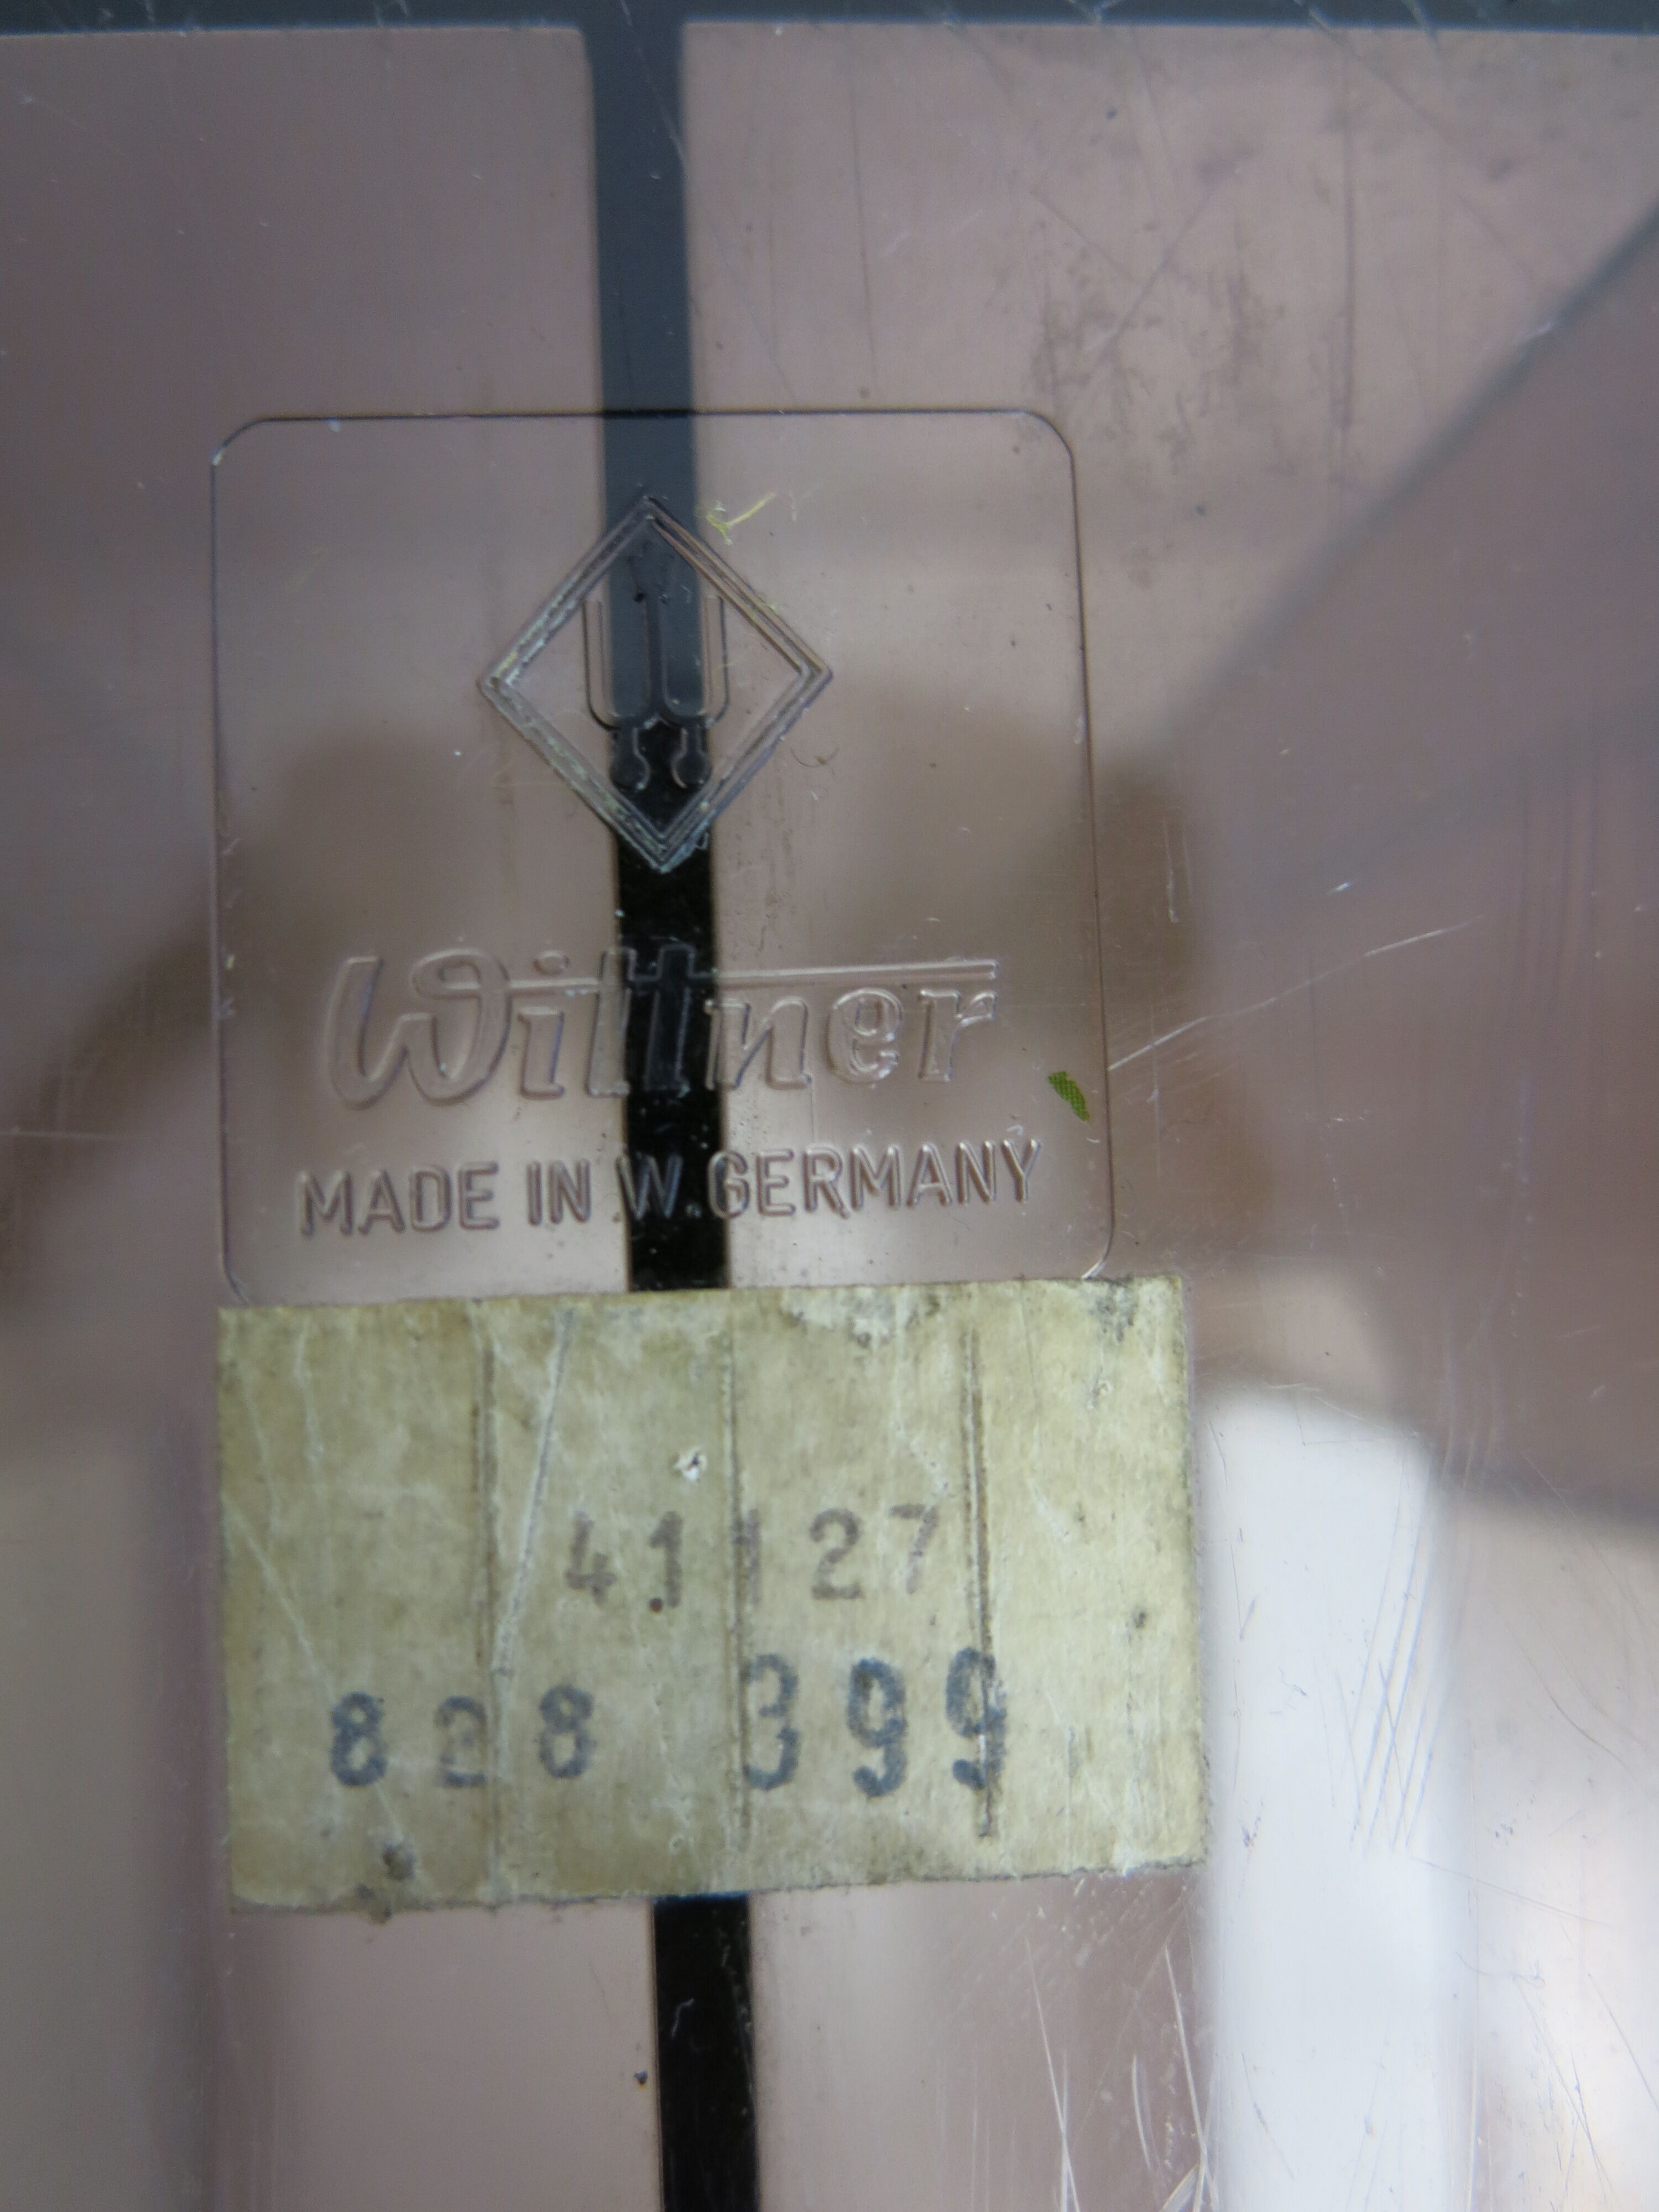 Wittner
MADE IN W.GERMANY
41127
828 399